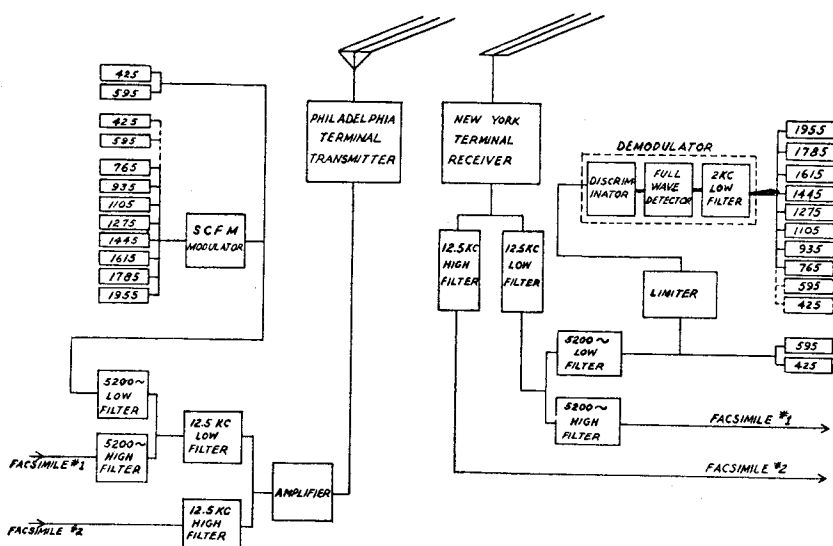 425
595
425
595
765
935
1105
1275
1445
1615
1785
1955
SCFM
MODULATOR
5200~
LOW
FILTER
5200~
HIGH
FILTER
FACSIMILE #1
FACSIMILE #2
12.5 KC
LOW
FILTER
12.5 KC
HIGH
FILTER
AMPLIFIER
PHILADELPHIA
TERMINAL
TRANSMITTER
NEW YORK
TERMINAL
RECEIVER
12.5 KC
HIGH
FILTER
12.5 KC
LOW
FILTER
DEMODULATOR
DISCRIM-
INATOR
FULL
WAVE
DETECTOR
2KC
LOW
FILTER
1955
1785
1615
1445
1275
1105
935
765
595
425
LIMITER
5200~
LOW
FILTER
595
425
5200~
HIGH
FILTER
FACSIMILE #1
FACSIMILE #2